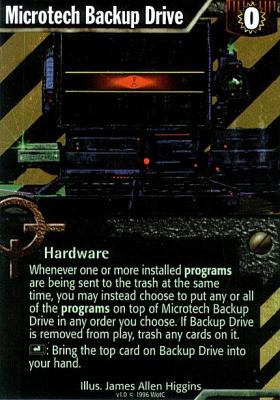 Microtech Backup Drive
0
Hardware
Whenever one or more installed programs
are being sent to the trash at the same
time, you may instead choose to put any or all
of the programs on top of Microtech Backup
Drive in any order you choose. If Backup Drive
is removed from play, trash any cards on it.
: Bring the top card on Backup Drive into
your hand.
Illus. James Allen Higgins
v1.0 © 1996 WotC